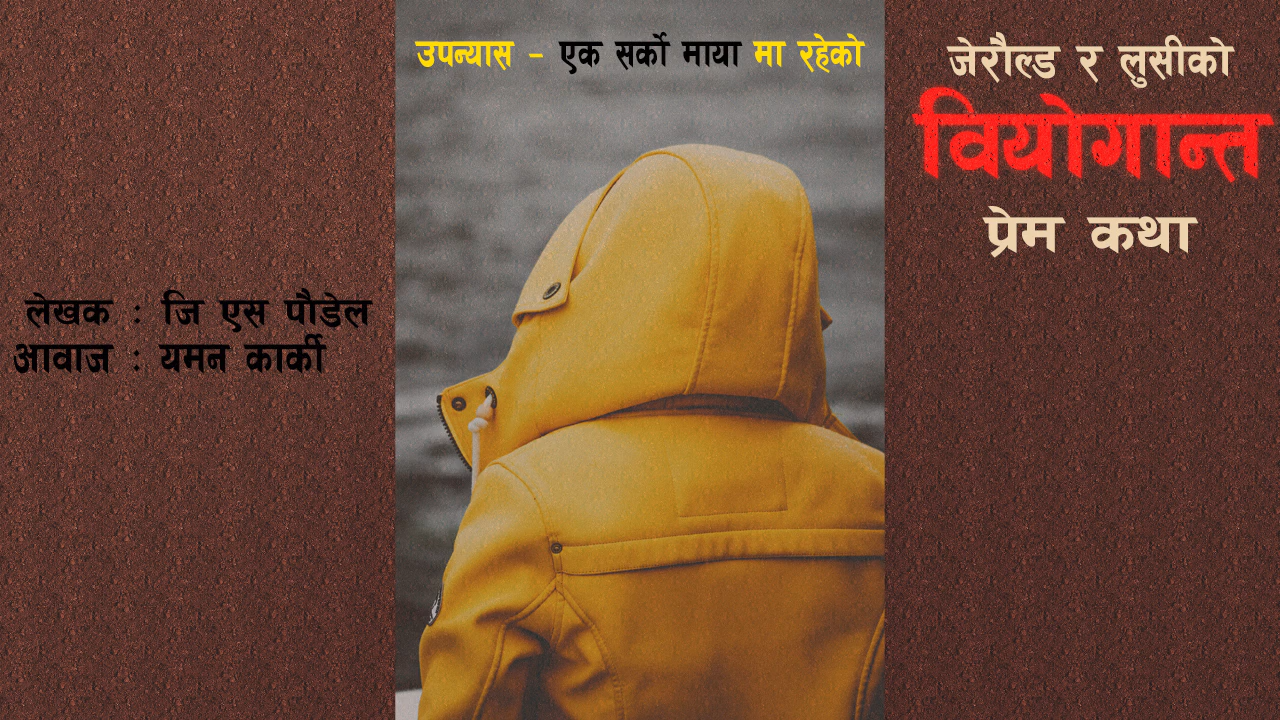 उपन्यास - एक सर्को माया मा रहेको
जेरौल्ड र लुसीको
वियोगान्त
प्रेम कथा
लेखक : जि एस पौडेल
आवाज : यमन कार्की